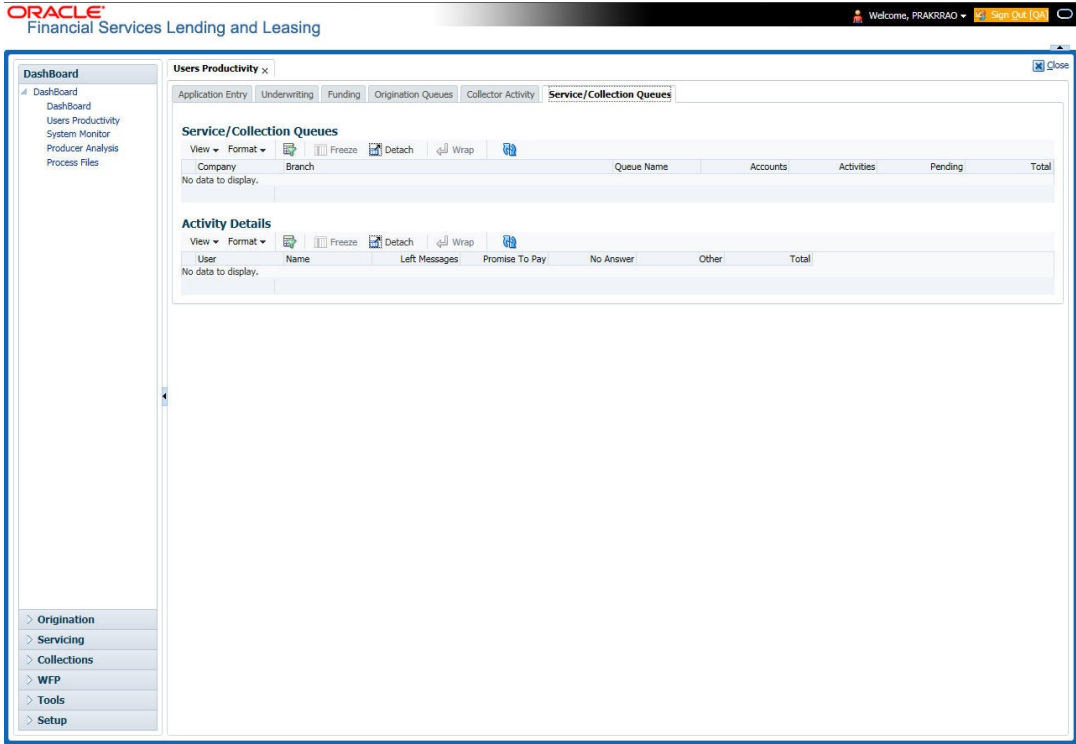 ORACLE
Financial Services Lending and Leasing
Welcome, PRAKRRAO
Sign Out [QA]
Close
DashBoard
DashBoard
DashBoard
Users Productivity
System Monitor
Producer Analysis
Process Files
Users Productivity x
Application Entry Underwriting Funding Origination Queues Collector Activity Service/Collection Queues
Service/Collection Queues
View Format Freeze Detach Wrap
Company Branch Queue Name Accounts Activities Pending Total
No data to display.
Activity Details
View Format Freeze Detach Wrap
User Name Left Messages Promise To Pay No Answer Other Total
No data to display.
Origination
Servicing
Collections
WFP
Tools
Setup